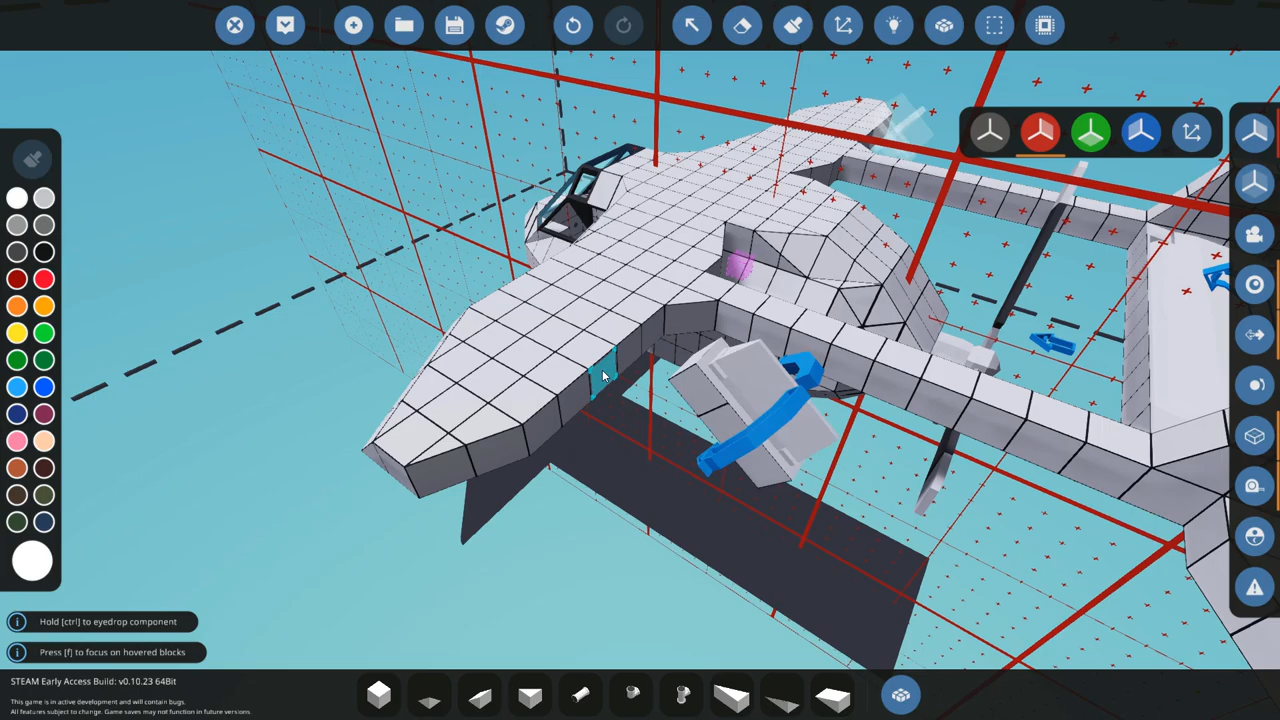 Hold [ctrl] to eyedrop component
Press [f] to focus on hovered blocks
STEAM Early Access Build: v0.10.23 64Bit
This game is in active development and will contain bugs.
All features subject to change. Game saves may not function in future versions.